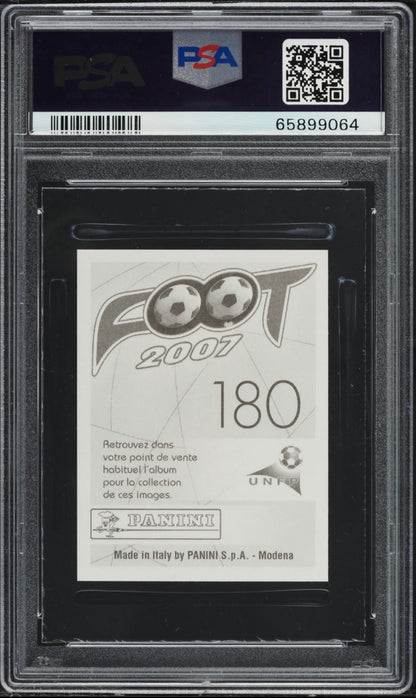 PSA
PSA
65899064
FOOT
2007
180
Retrouvez dans
votre point de vente
habituel l'album
pour la collection
de ces images.
UNFP
PANINI
Made in Italy by PANINI S.p.A. - Modena